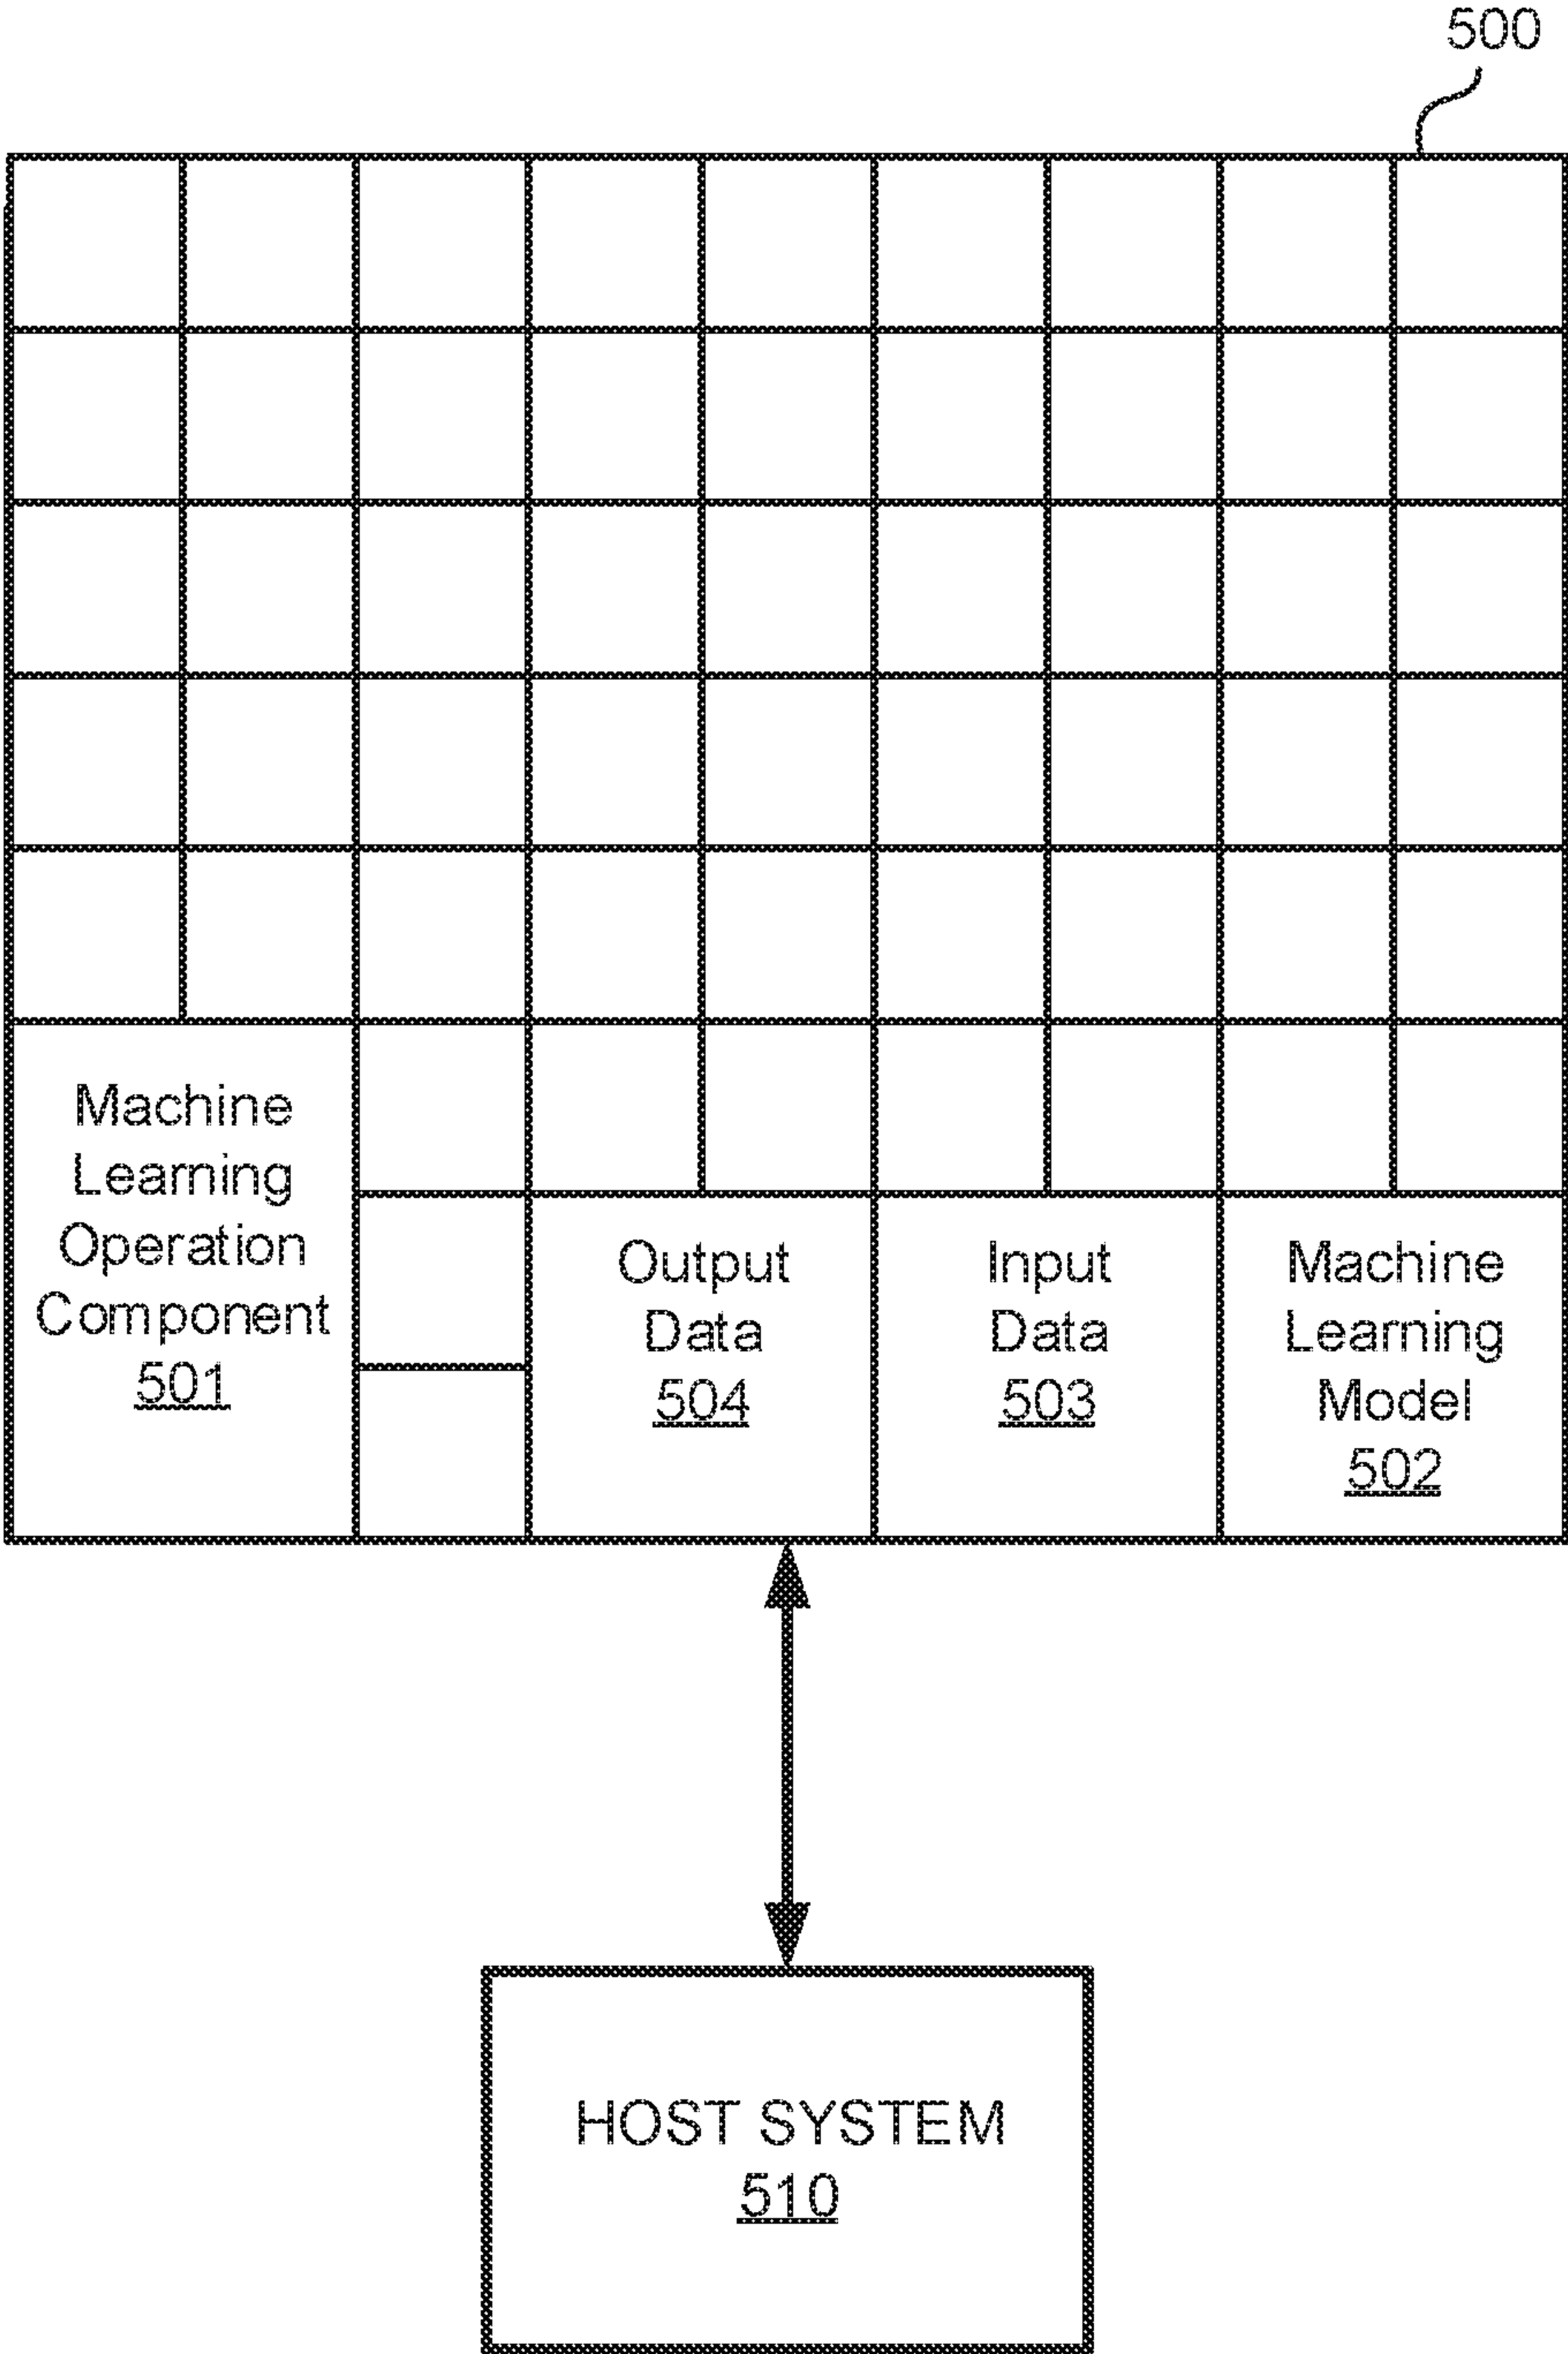 500
Machine
Learning
Operation
Component
501
Output
Data
504
Input
Data
503
Machine
Learning
Model
502
HOST SYSTEM
510